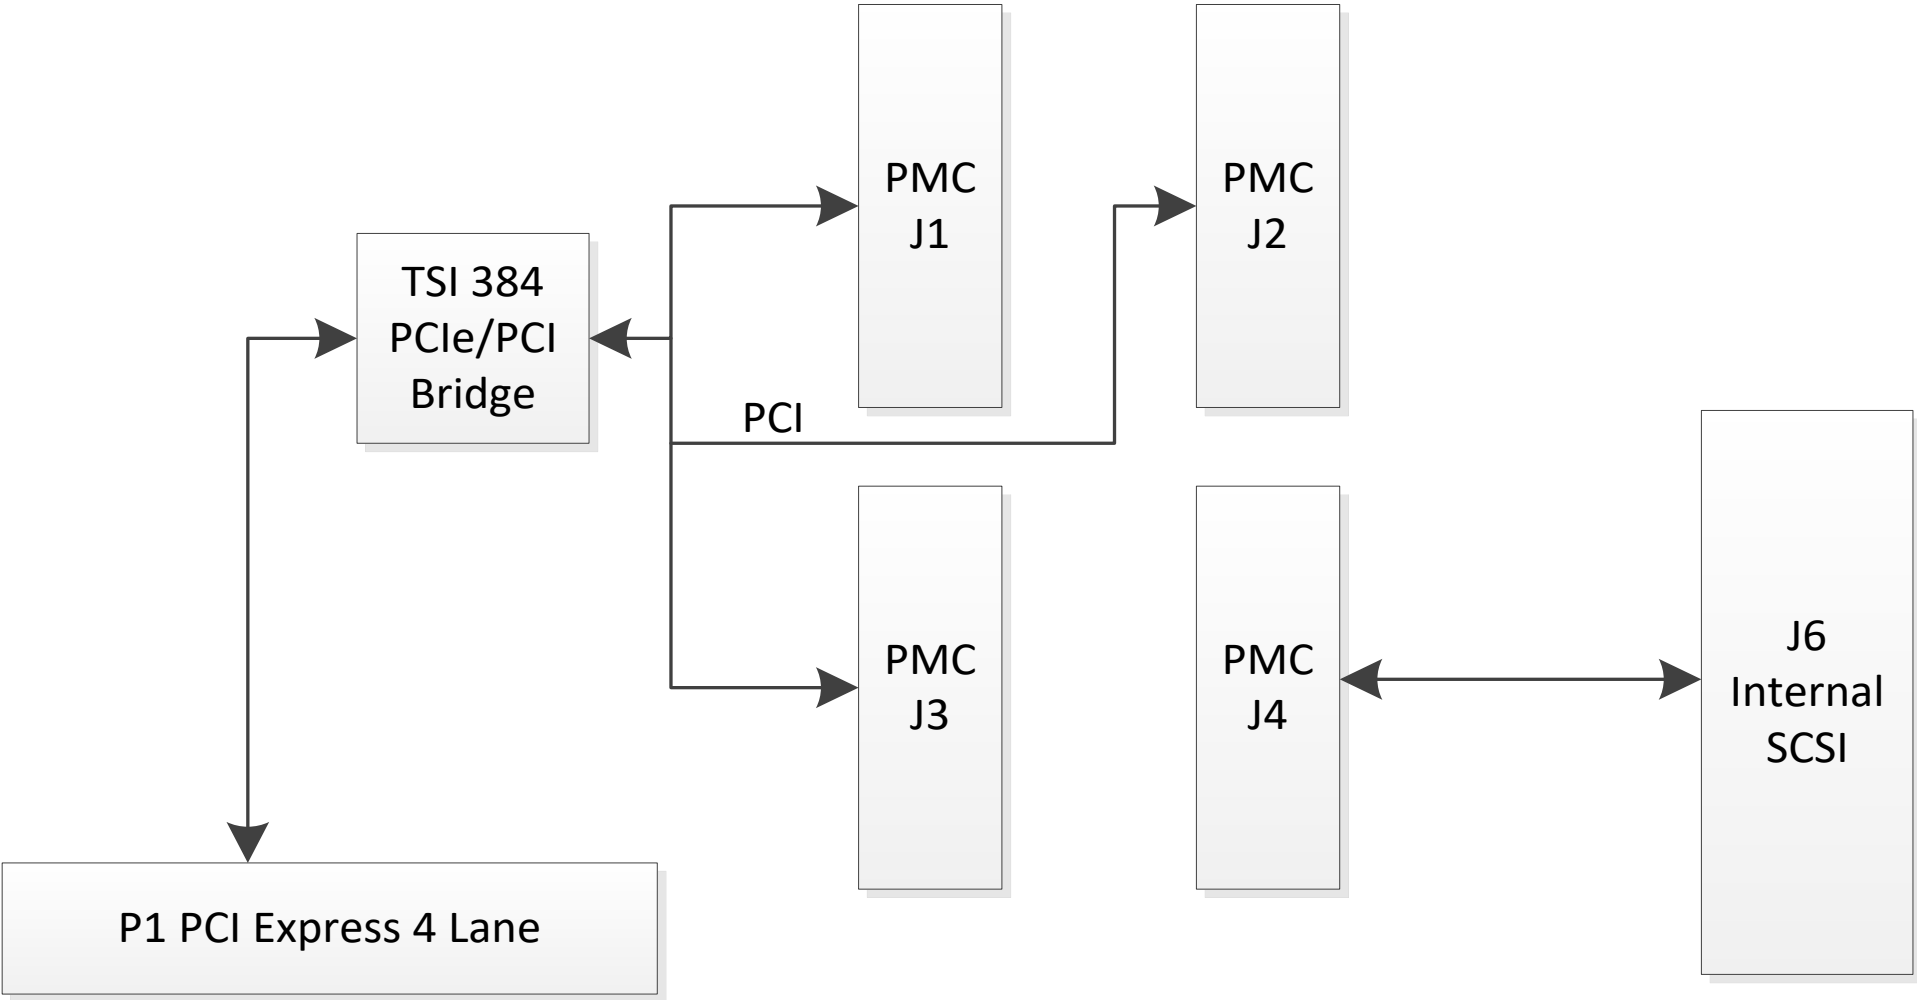 PMC
J1
PMC
J2
TSI 384
PCIe/PCI
Bridge
PCI
PMC
J3
PMC
J4
J6
Internal
SCSI
P1 PCI Express 4 Lane